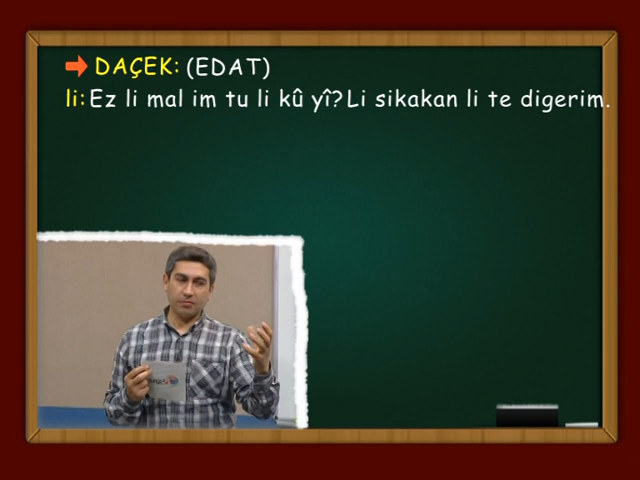 DAÇEK: (EDAT)
li: Ez li mal im tu li kû yî? Li sikakan li te digerim.